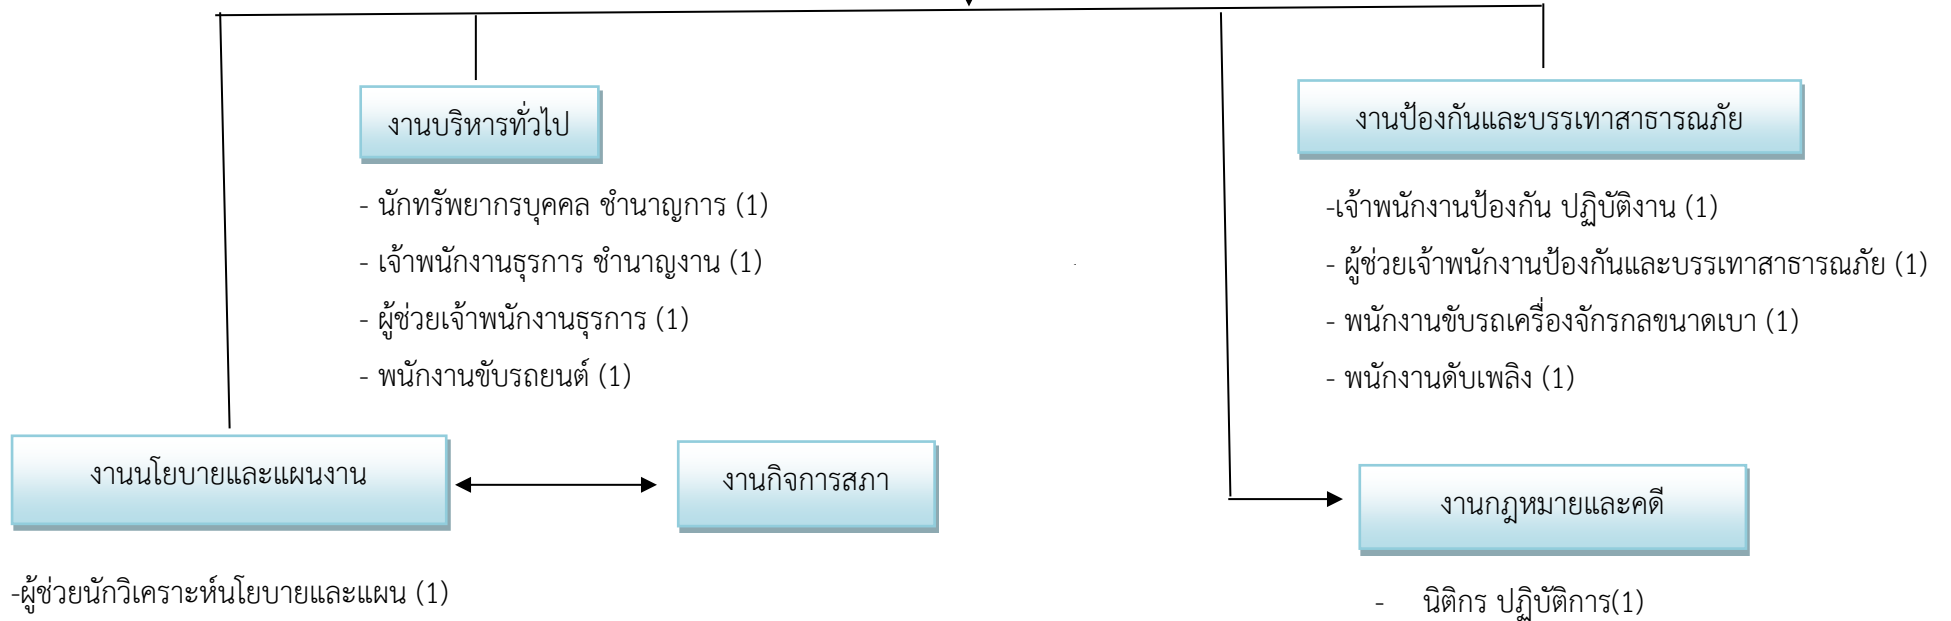 งานบริหารทั่วไป
- นักทรัพยากรบุคคล ชำนาญการ (1)
- เจ้าพนักงานธุรการ ชำนาญงาน (1)
- ผู้ช่วยเจ้าพนักงานธุรการ (1)
- พนักงานขับรถยนต์ (1)
งานป้องกันและบรรเทาสาธารณภัย
-เจ้าพนักงานป้องกัน ปฏิบัติงาน (1)
- ผู้ช่วยเจ้าพนักงานป้องกันและบรรเทาสาธารณภัย (1)
- พนักงานขับรถเครื่องจักรกลขนาดเบา (1)
- พนักงานดับเพลิง (1)
งานนโยบายและแผนงาน
-ผู้ช่วยนักวิเคราะห์นโยบายและแผน (1)
งานกิจการสภา
งานกฎหมายและคดี
- นิติกร ปฏิบัติการ(1)